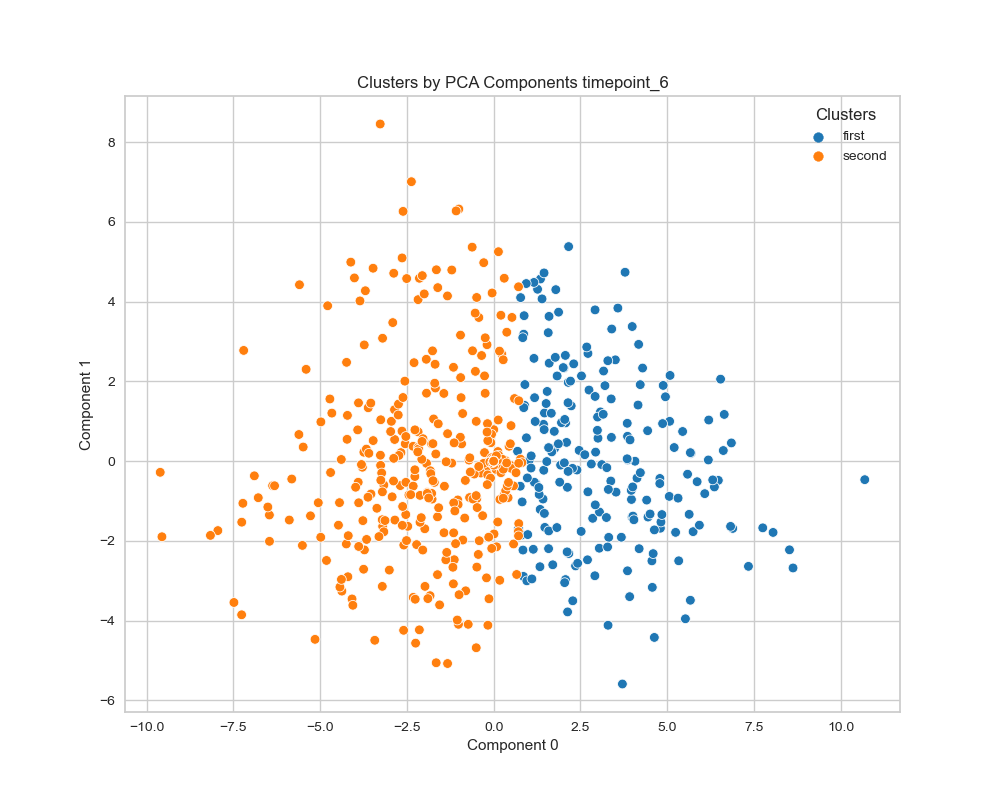 Clusters by PCA Components timepoint_6
Clusters
first
second
Component 1
8
6
4
2
0
−2
−4
−6
−10.0 −7.5 −5.0 −2.5 0.0 2.5 5.0 7.5 10.0
Component 0